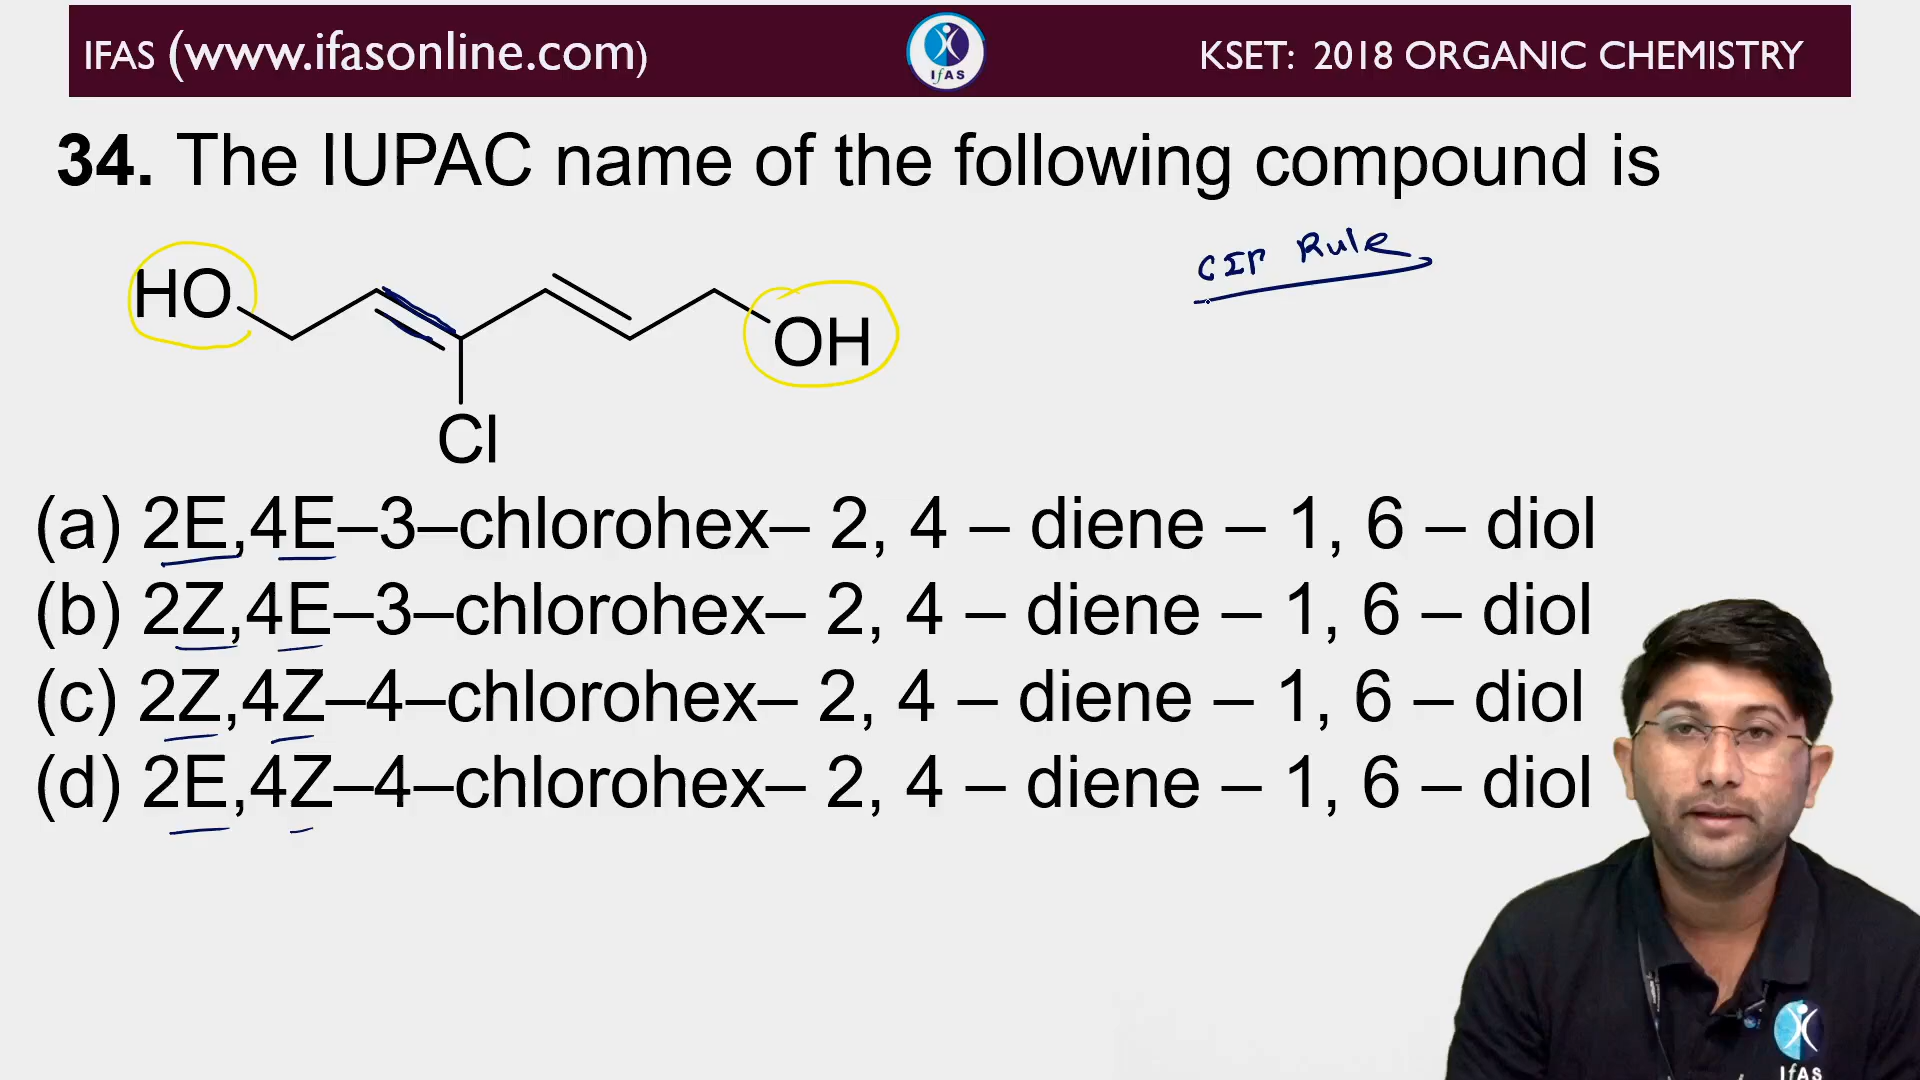 IFAS (www.ifasonline.com)
IfAS
KSET: 2018 ORGANIC CHEMISTRY
34. The IUPAC name of the following compound is
CIP Rule
HO
OH
Cl
(a) 2E,4E–3–chlorohex– 2, 4 – diene – 1, 6 – diol
(b) 2Z,4E–3–chlorohex– 2, 4 – diene – 1, 6 – diol
(c) 2Z,4Z–4–chlorohex– 2, 4 – diene – 1, 6 – diol
(d) 2E,4Z–4–chlorohex– 2, 4 – diene – 1, 6 – diol
IfAS